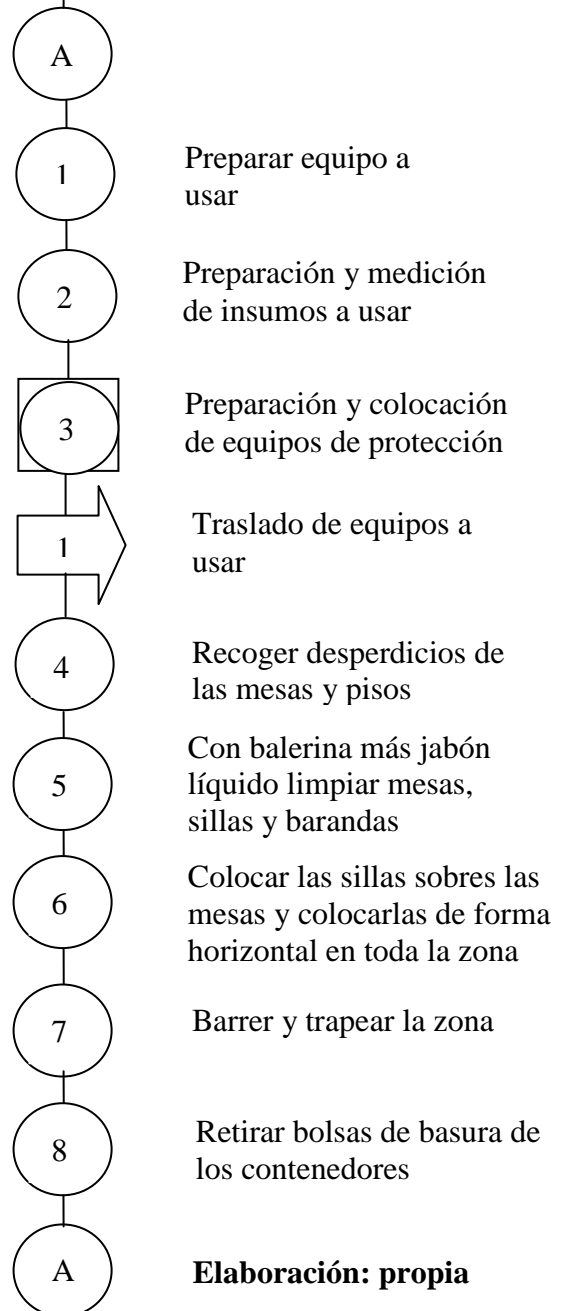 A
1
Preparar equipo a
usar
2
Preparación y medición
de insumos a usar
3
Preparación y colocación
de equipos de protección
1
Traslado de equipos a
usar
4
Recoger desperdicios de
las mesas y pisos
5
Con balerina más jabón
líquido limpiar mesas,
sillas y barandas
6
Colocar las sillas sobres las
mesas y colocarlas de forma
horizontal en toda la zona
7
Barrer y trapear la zona
8
Retirar bolsas de basura de
los contenedores
A
Elaboración: propia